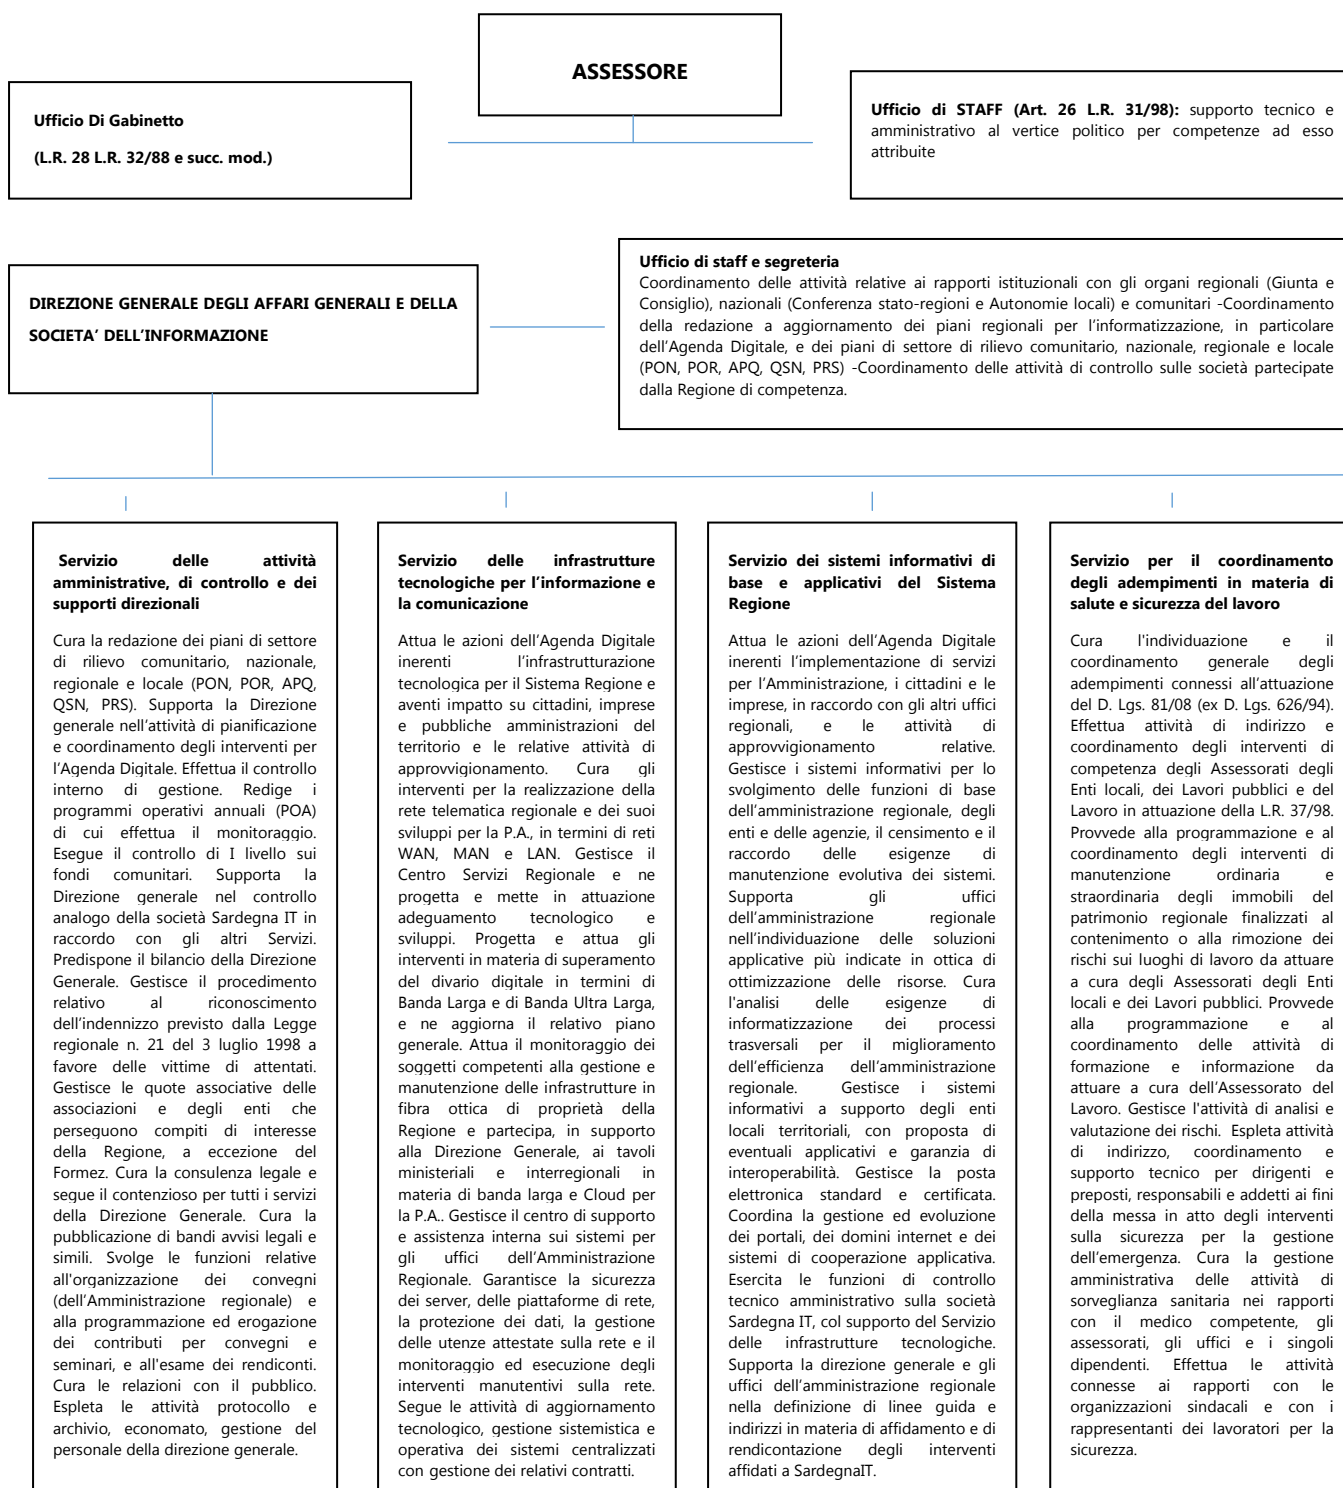 ASSESSORE
Ufficio Di Gabinetto
(L.R. 28 L.R. 32/88 e succ. mod.)
Ufficio di STAFF (Art. 26 L.R. 31/98): supporto tecnico e
amministrativo al vertice politico per competenze ad esso
attribuite
DIREZIONE GENERALE DEGLI AFFARI GENERALI E DELLA
SOCIETA’ DELL’INFORMAZIONE
Ufficio di staff e segreteria
Coordinamento delle attività relative ai rapporti istituzionali con gli organi regionali (Giunta e
Consiglio), nazionali (Conferenza stato-regioni e Autonomie locali) e comunitari -Coordinamento
della redazione a aggiornamento dei piani regionali per l’informatizzazione, in particolare
dell’Agenda Digitale, e dei piani di settore di rilievo comunitario, nazionale, regionale e locale
(PON, POR, APQ, QSN, PRS) -Coordinamento delle attività di controllo sulle società partecipate
dalla Regione di competenza.
Servizio delle attività
amministrative, di controllo e dei
supporti direzionali
Cura la redazione dei piani di settore
di rilievo comunitario, nazionale,
regionale e locale (PON, POR, APQ,
QSN, PRS). Supporta la Direzione
generale nell’attività di pianificazione
e coordinamento degli interventi per
l’Agenda Digitale. Effettua il controllo
interno di gestione. Redige i
programmi operativi annuali (POA)
di cui effettua il monitoraggio.
Esegue il controllo di I livello sui
fondi comunitari. Supporta la
Direzione generale nel controllo
analogo della società Sardegna IT in
raccordo con gli altri Servizi.
Predispone il bilancio della Direzione
Generale. Gestisce il procedimento
relativo al riconoscimento
dell’indennizzo previsto dalla Legge
regionale n. 21 del 3 luglio 1998 a
favore delle vittime di attentati.
Gestisce le quote associative delle
associazioni e degli enti che
perseguono compiti di interesse
della Regione, a eccezione del
Formez. Cura la consulenza legale e
segue il contenzioso per tutti i servizi
della Direzione Generale. Cura la
pubblicazione di bandi avvisi legali e
simili. Svolge le funzioni relative
all'organizzazione dei convegni
(dell’Amministrazione regionale) e
alla programmazione ed erogazione
dei contributi per convegni e
seminari, e all'esame dei rendiconti.
Cura le relazioni con il pubblico.
Espleta le attività protocollo e
archivio, economato, gestione del
personale della direzione generale.
Servizio delle infrastrutture
tecnologiche per l’informazione e
la comunicazione
Attua le azioni dell’Agenda Digitale
inerenti l’infrastrutturazione
tecnologica per il Sistema Regione e
aventi impatto su cittadini, imprese
e pubbliche amministrazioni del
territorio e le relative attività di
approvvigionamento. Cura gli
interventi per la realizzazione della
rete telematica regionale e dei suoi
sviluppi per la P.A., in termini di reti
WAN, MAN e LAN. Gestisce il
Centro Servizi Regionale e ne
progetta e mette in attuazione
adeguamento tecnologico e
sviluppi. Progetta e attua gli
interventi in materia di superamento
del divario digitale in termini di
Banda Larga e di Banda Ultra Larga,
e ne aggiorna il relativo piano
generale. Attua il monitoraggio dei
soggetti competenti alla gestione e
manutenzione delle infrastrutture in
fibra ottica di proprietà della
Regione e partecipa, in supporto
alla Direzione Generale, ai tavoli
ministeriali e interregionali in
materia di banda larga e Cloud per
la P.A.. Gestisce il centro di supporto
e assistenza interna sui sistemi per
gli uffici dell’Amministrazione
Regionale. Garantisce la sicurezza
dei server, delle piattaforme di rete,
la protezione dei dati, la gestione
delle utenze attestate sulla rete e il
monitoraggio ed esecuzione degli
interventi manutentivi sulla rete.
Segue le attività di aggiornamento
tecnologico, gestione sistemistica e
operativa dei sistemi centralizzati
con gestione dei relativi contratti.
Servizio dei sistemi informativi di
base e applicativi del Sistema
Regione
Attua le azioni dell’Agenda Digitale
inerenti l’implementazione di servizi
per l’Amministrazione, i cittadini e le
imprese, in raccordo con gli altri uffici
regionali, e le attività di
approvvigionamento relative.
Gestisce i sistemi informativi per lo
svolgimento delle funzioni di base
dell’amministrazione regionale, degli
enti e delle agenzie, il censimento e il
raccordo delle esigenze di
manutenzione evolutiva dei sistemi.
Supporta gli uffici
dell’amministrazione regionale
nell’individuazione delle soluzioni
applicative più indicate in ottica di
ottimizzazione delle risorse. Cura
l'analisi delle esigenze di
informatizzazione dei processi
trasversali per il miglioramento
dell’efficienza dell’amministrazione
regionale. Gestisce i sistemi
informativi a supporto degli enti
locali territoriali, con proposta di
eventuali applicativi e garanzia di
interoperabilità. Gestisce la posta
elettronica standard e certificata.
Coordina la gestione ed evoluzione
dei portali, dei domini internet e dei
sistemi di cooperazione applicativa.
Esercita le funzioni di controllo
tecnico amministrativo sulla società
Sardegna IT, col supporto del Servizio
delle infrastrutture tecnologiche.
Supporta la direzione generale e gli
uffici dell’amministrazione regionale
nella definizione di linee guida e
indirizzi in materia di affidamento e di
rendicontazione degli interventi
affidati a SardegnaIT.
Servizio per il coordinamento
degli adempimenti in materia di
salute e sicurezza del lavoro
Cura l'individuazione e il
coordinamento generale degli
adempimenti connessi all’attuazione
del D. Lgs. 81/08 (ex D. Lgs. 626/94).
Effettua attività di indirizzo e
coordinamento degli interventi di
competenza degli Assessorati degli
Enti locali, dei Lavori pubblici e del
Lavoro in attuazione della L.R. 37/98.
Provvede alla programmazione e al
coordinamento degli interventi di
manutenzione ordinaria e
straordinaria degli immobili del
patrimonio regionale finalizzati al
contenimento o alla rimozione dei
rischi sui luoghi di lavoro da attuare
a cura degli Assessorati degli Enti
locali e dei Lavori pubblici. Provvede
alla programmazione e al
coordinamento delle attività di
formazione e informazione da
attuare a cura dell’Assessorato del
Lavoro. Gestisce l'attività di analisi e
valutazione dei rischi. Espleta attività
di indirizzo, coordinamento e
supporto tecnico per dirigenti e
preposti, responsabili e addetti ai fini
della messa in atto degli interventi
sulla sicurezza per la gestione
dell’emergenza. Cura la gestione
amministrativa delle attività di
sorveglianza sanitaria nei rapporti
con il medico competente, gli
assessorati, gli uffici e i singoli
dipendenti. Effettua le attività
connesse ai rapporti con le
organizzazioni sindacali e con i
rappresentanti dei lavoratori per la
sicurezza.